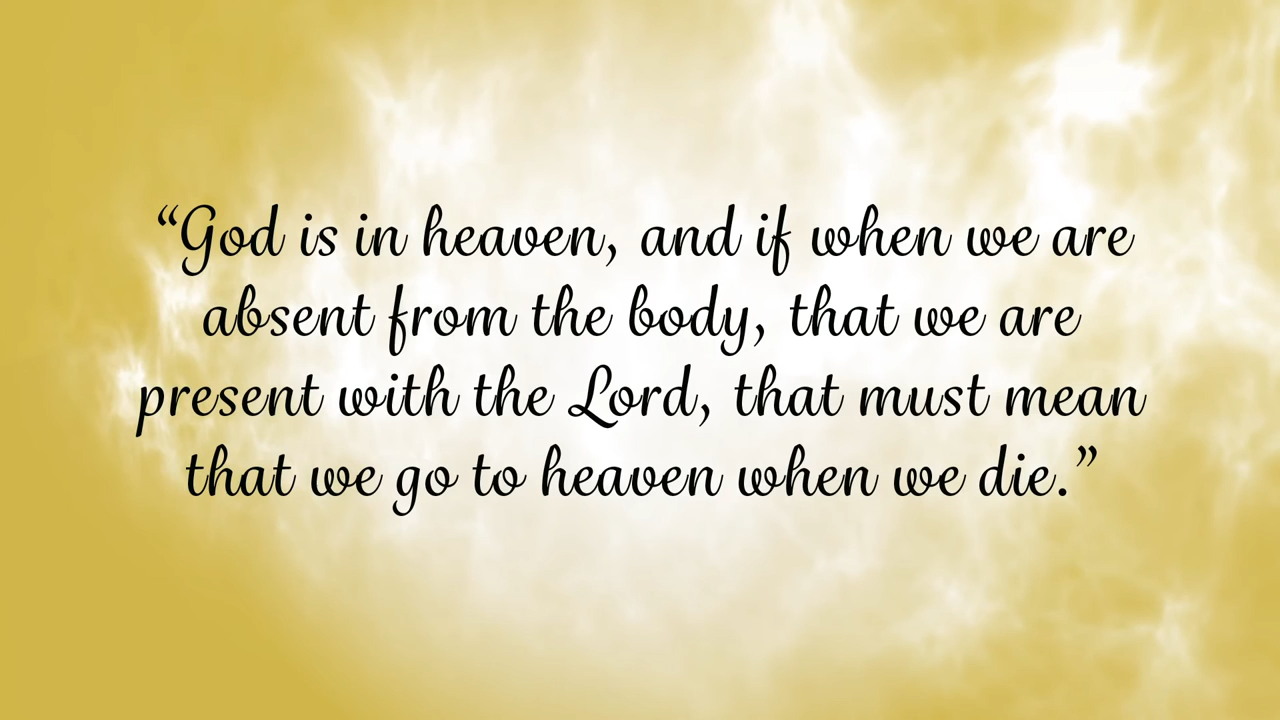 “God is in heaven, and if when we are
absent from the body, that we are
present with the Lord, that must mean
that we go to heaven when we die.”